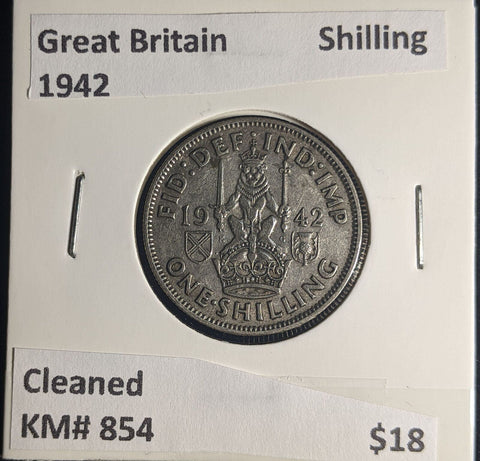 Great Britain Shilling
1942
FID: DEF: IND: IMP
19 42
ONE·SHILLING
Cleaned
KM# 854 $18